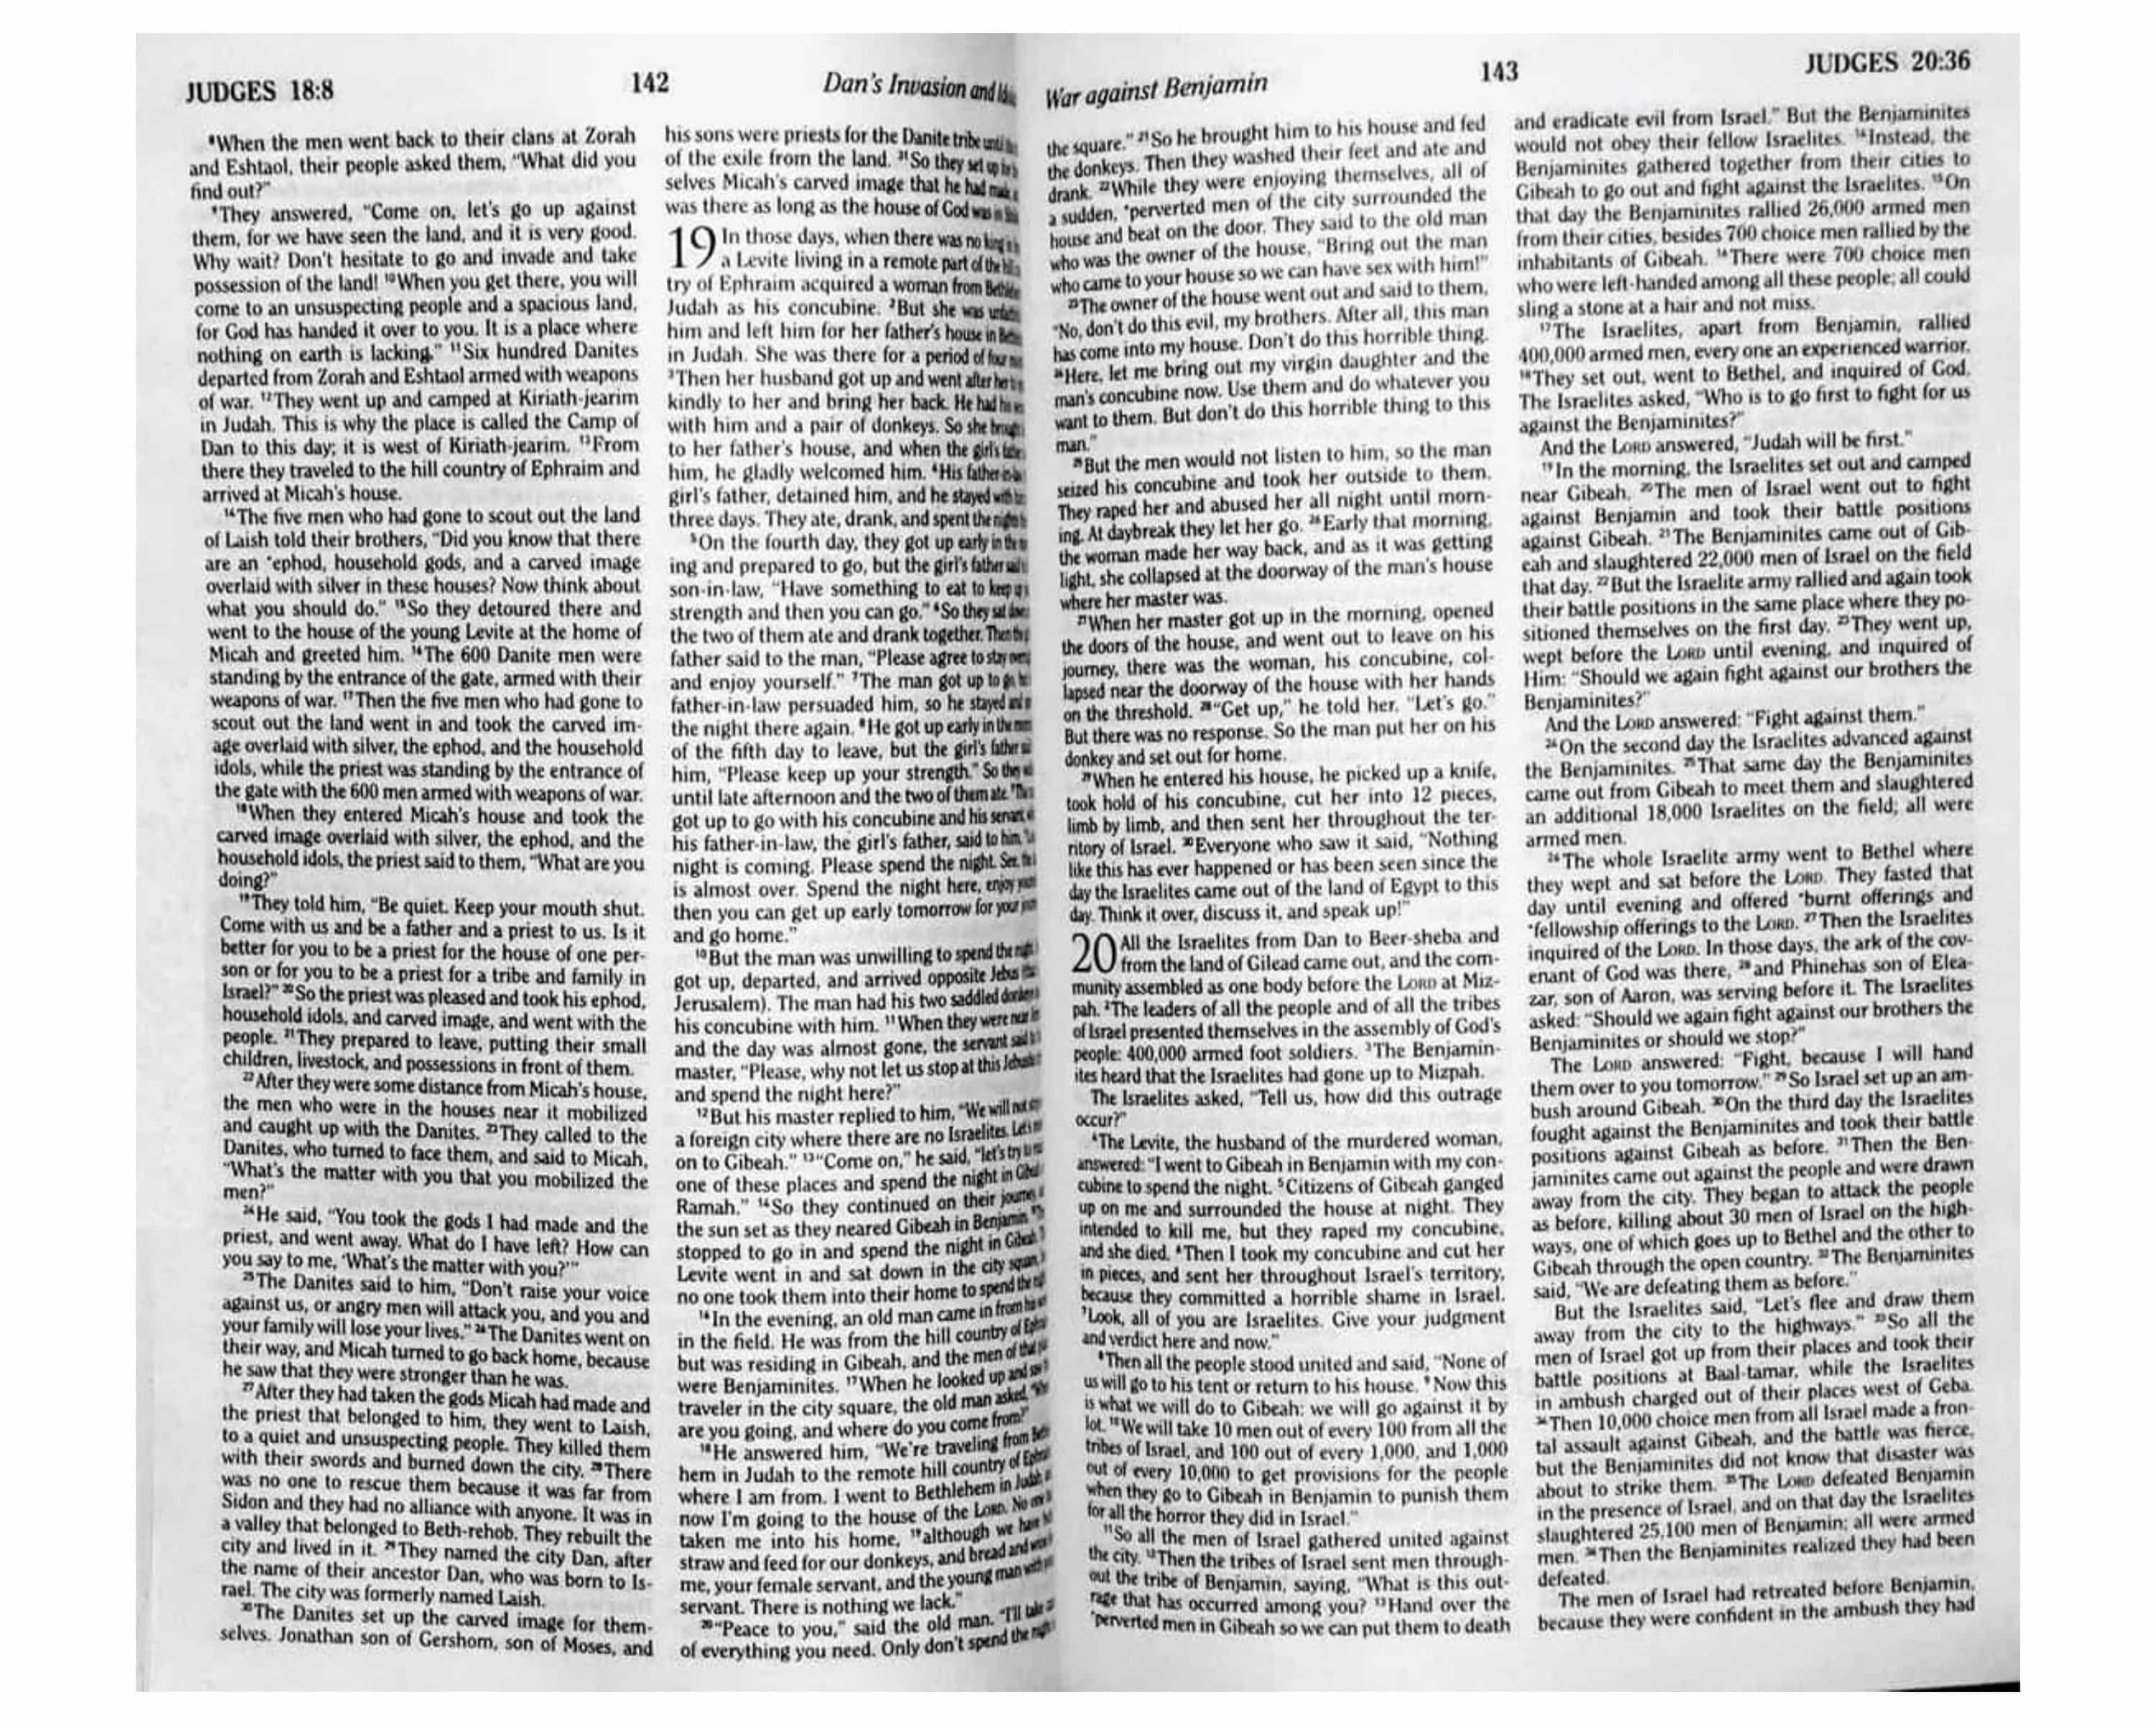 JUDGES 18:8
142
Dan's Invasion and
⁸When the men went back to their clans at Zorah
and Eshtaol, their people asked them, "What did you
find out?"
⁹They answered, "Come on, let's go up against
them, for we have seen the land, and it is very good.
Why wait? Don't hesitate to go and invade and take
possession of the land! ¹⁰When you get there, you will
come to an unsuspecting people and a spacious land,
for God has handed it over to you. It is a place where
nothing on earth is lacking." ¹¹Six hundred Danites
departed from Zorah and Eshtaol armed with weapons
of war. ¹²They went up and camped at Kiriath-jearim
in Judah. This is why the place is called the Camp of
Dan to this day; it is west of Kiriath-jearim. ¹³From
there they traveled to the hill country of Ephraim and
arrived at Micah's house.
¹⁴The five men who had gone to scout out the land
of Laish told their brothers, "Did you know that there
are an *ephod, household gods, and a carved image
overlaid with silver in these houses? Now think about
what you should do." ¹⁵So they detoured there and
went to the house of the young Levite at the home of
Micah and greeted him. ¹⁶The 600 Danite men were
standing by the entrance of the gate, armed with their
weapons of war. ¹⁷Then the five men who had gone to
scout out the land went in and took the carved im-
age overlaid with silver, the ephod, and the household
idols, while the priest was standing by the entrance of
the gate with the 600 men armed with weapons of war.
¹⁸When they entered Micah's house and took the
carved image overlaid with silver, the ephod, and the
household idols, the priest said to them, "What are you
doing?"
¹⁹They told him, "Be quiet. Keep your mouth shut.
Come with us and be a father and a priest to us. Is it
better for you to be a priest for the house of one per-
son or for you to be a priest for a tribe and family in
Israel?" ²⁰So the priest was pleased and took his ephod,
household idols, and carved image, and went with the
people. ²¹They prepared to leave, putting their small
children, livestock, and possessions in front of them.
²²After they were some distance from Micah's house,
the men who were in the houses near it mobilized
and caught up with the Danites. ²³They called to the
Danites, who turned to face them, and said to Micah,
"What's the matter with you that you mobilized the
men?"
²⁴He said, "You took the gods I had made and the
priest, and went away. What do I have left? How can
you say to me, 'What's the matter with you?'"
²⁵The Danites said to him, "Don't raise your voice
against us, or angry men will attack you, and you and
your family will lose your lives." ²⁶The Danites went on
their way, and Micah turned to go back home, because
he saw that they were stronger than he was.
²⁷After they had taken the gods Micah had made and
the priest that belonged to him, they went to Laish,
to a quiet and unsuspecting people. They killed them
with their swords and burned down the city. ²⁸There
was no one to rescue them because it was far from
Sidon and they had no alliance with anyone. It was in
a valley that belonged to Beth-rehob. They rebuilt the
city and lived in it. ²⁹They named the city Dan, after
the name of their ancestor Dan, who was born to Is-
rael. The city was formerly named Laish.
³⁰The Danites set up the carved image for them-
selves. Jonathan son of Gershom, son of Moses, and
his sons were priests for the Danite tribe until
of the exile from the land. ³¹So they set up
selves Micah's carved image that he had made
was there as long as the house of God was in
19 In those days, when there was no king
a Levite living in a remote part of the
try of Ephraim acquired a woman from
Judah as his concubine. ²But she was
him and left him for her father's house in
in Judah. She was there for a period of four
³Then her husband got up and went after her
kindly to her and bring her back. He had his
with him and a pair of donkeys. So she
to her father's house, and when the girl's
him, he gladly welcomed him. ⁴His
girl's father, detained him, and he stayed with
three days. They ate, drank, and spent the
⁵On the fourth day, they got up early in the
ing and prepared to go, but the girl's father said
son-in-law, "Have something to eat to keep up
strength and then you can go." ⁶So they sat down
the two of them ate and drank together. Then the
father said to the man, "Please agree to stay
and enjoy yourself." ⁷The man got up to go
father-in-law persuaded him, so he stayed and
the night there again. ⁸He got up early in the
of the fifth day to leave, but the girl's father
him, "Please keep up your strength." So they
until late afternoon and the two of them ate.
got up to go with his concubine and his servant
his father-in-law, the girl's father, said to him,
night is coming. Please spend the night. See,
is almost over. Spend the night here, enjoy
then you can get up early tomorrow for your
and go home."
¹⁰But the man was unwilling to spend the
got up, departed, and arrived opposite Jebus
Jerusalem). The man had his two saddled
his concubine with him. ¹¹When they were near
and the day was almost gone, the servant said
master, "Please, why not let us stop at this
and spend the night here?"
¹²But his master replied to him, "We will not
a foreign city where there are no Israelites. Let's
on to Gibeah." ¹³"Come on," he said, "let's try to
one of these places and spend the night in
Ramah." ¹⁴So they continued on their
the sun set as they neared Gibeah in Benjamin.
stopped to go in and spend the night in Gibeah.
Levite went in and sat down in the city square,
no one took them into their home to spend the
¹⁶In the evening, an old man came in from his
in the field. He was from the hill country of
but was residing in Gibeah, and the men of
were Benjaminites. ¹⁷When he looked up and saw
traveler in the city square, the old man asked,
are you going, and where do you come from?"
¹⁸He answered him, "We're traveling from
hem in Judah to the remote hill country of
where I am from. I went to Bethlehem in Judah
now I'm going to the house of the LORD. No one
taken me into his home, ¹⁹although we have
straw and feed for our donkeys, and bread and
me, your female servant, and the young man with
servant. There is nothing we lack."
²⁰"Peace to you," said the old man. "I'll take
of everything you need. Only don't spend the
War against Benjamin
143
JUDGES 20:36
the square." ²¹So he brought him to his house and fed
the donkeys. Then they washed their feet and ate and
drank. ²²While they were enjoying themselves, all of
a sudden, *perverted men of the city surrounded the
house and beat on the door. They said to the old man
who was the owner of the house, "Bring out the man
who came to your house so we can have sex with him!"
²³The owner of the house went out and said to them,
"No, don't do this evil, my brothers. After all, this man
has come into my house. Don't do this horrible thing.
²⁴Here, let me bring out my virgin daughter and the
man's concubine now. Use them and do whatever you
want to them. But don't do this horrible thing to this
man."
²⁵But the men would not listen to him, so the man
seized his concubine and took her outside to them.
They raped her and abused her all night until morn-
ing. At daybreak they let her go. ²⁶Early that morning,
the woman made her way back, and as it was getting
light, she collapsed at the doorway of the man's house
where her master was.
²⁷When her master got up in the morning, opened
the doors of the house, and went out to leave on his
journey, there was the woman, his concubine, col-
lapsed near the doorway of the house with her hands
on the threshold. ²⁸"Get up," he told her. "Let's go."
But there was no response. So the man put her on his
donkey and set out for home.
²⁹When he entered his house, he picked up a knife,
took hold of his concubine, cut her into 12 pieces,
limb by limb, and then sent her throughout the ter-
ritory of Israel. ³⁰Everyone who saw it said, "Nothing
like this has ever happened or has been seen since the
day the Israelites came out of the land of Egypt to this
day. Think it over, discuss it, and speak up!"
20 All the Israelites from Dan to Beer-sheba and
from the land of Gilead came out, and the com-
munity assembled as one body before the LORD at Miz-
pah. ²The leaders of all the people and of all the tribes
of Israel presented themselves in the assembly of God's
people: 400,000 armed foot soldiers. ³The Benjamin-
ites heard that the Israelites had gone up to Mizpah.
The Israelites asked, "Tell us, how did this outrage
occur?"
⁴The Levite, the husband of the murdered woman,
answered: "I went to Gibeah in Benjamin with my con-
cubine to spend the night. ⁵Citizens of Gibeah ganged
up on me and surrounded the house at night. They
intended to kill me, but they raped my concubine,
and she died. ⁶Then I took my concubine and cut her
in pieces, and sent her throughout Israel's territory,
because they committed a horrible shame in Israel.
⁷Look, all of you are Israelites. Give your judgment
and verdict here and now."
⁸Then all the people stood united and said, "None of
us will go to his tent or return to his house. ⁹Now this
is what we will do to Gibeah: we will go against it by
lot. ¹⁰We will take 10 men out of every 100 from all the
tribes of Israel, and 100 out of every 1,000, and 1,000
out of every 10,000 to get provisions for the people
when they go to Gibeah in Benjamin to punish them
for all the horror they did in Israel."
¹¹So all the men of Israel gathered united against
the city. ¹²Then the tribes of Israel sent men through-
out the tribe of Benjamin, saying, "What is this out-
rage that has occurred among you? ¹³Hand over the
*perverted men in Gibeah so we can put them to death
and eradicate evil from Israel." But the Benjaminites
would not obey their fellow Israelites. ¹⁴Instead, the
Benjaminites gathered together from their cities to
Gibeah to go out and fight against the Israelites. ¹⁵On
that day the Benjaminites rallied 26,000 armed men
from their cities, besides 700 choice men rallied by the
inhabitants of Gibeah. ¹⁶There were 700 choice men
who were left-handed among all these people; all could
sling a stone at a hair and not miss.
¹⁷The Israelites, apart from Benjamin, rallied
400,000 armed men, every one an experienced warrior.
¹⁸They set out, went to Bethel, and inquired of God.
The Israelites asked, "Who is to go first to fight for us
against the Benjaminites?"
And the LORD answered, "Judah will be first."
¹⁹In the morning, the Israelites set out and camped
near Gibeah. ²⁰The men of Israel went out to fight
against Benjamin and took their battle positions
against Gibeah. ²¹The Benjaminites came out of Gib-
eah and slaughtered 22,000 men of Israel on the field
that day. ²²But the Israelite army rallied and again took
their battle positions in the same place where they po-
sitioned themselves on the first day. ²³They went up,
wept before the LORD until evening, and inquired of
Him: "Should we again fight against our brothers the
Benjaminites?"
And the LORD answered: "Fight against them."
²⁴On the second day the Israelites advanced against
the Benjaminites. ²⁵That same day the Benjaminites
came out from Gibeah to meet them and slaughtered
an additional 18,000 Israelites on the field; all were
armed men.
²⁶The whole Israelite army went to Bethel where
they wept and sat before the LORD. They fasted that
day until evening and offered *burnt offerings and
*fellowship offerings to the LORD. ²⁷Then the Israelites
inquired of the LORD. In those days, the ark of the cov-
enant of God was there, ²⁸and Phinehas son of Elea-
zar, son of Aaron, was serving before it. The Israelites
asked: "Should we again fight against our brothers the
Benjaminites or should we stop?"
The LORD answered: "Fight, because I will hand
them over to you tomorrow." ²⁹So Israel set up an am-
bush around Gibeah. ³⁰On the third day the Israelites
fought against the Benjaminites and took their battle
positions against Gibeah as before. ³¹Then the Ben-
jaminites came out against the people and were drawn
away from the city. They began to attack the people
as before, killing about 30 men of Israel on the high-
ways, one of which goes up to Bethel and the other to
Gibeah through the open country. ³²The Benjaminites
said, "We are defeating them as before."
But the Israelites said, "Let's flee and draw them
away from the city to the highways." ³³So all the
men of Israel got up from their places and took their
battle positions at Baal-tamar, while the Israelites
in ambush charged out of their places west of Geba.
³⁴Then 10,000 choice men from all Israel made a fron-
tal assault against Gibeah, and the battle was fierce,
but the Benjaminites did not know that disaster was
about to strike them. ³⁵The LORD defeated Benjamin
in the presence of Israel, and on that day the Israelites
slaughtered 25,100 men of Benjamin; all were armed
men. ³⁶Then the Benjaminites realized they had been
defeated.
The men of Israel had retreated before Benjamin,
because they were confident in the ambush they had